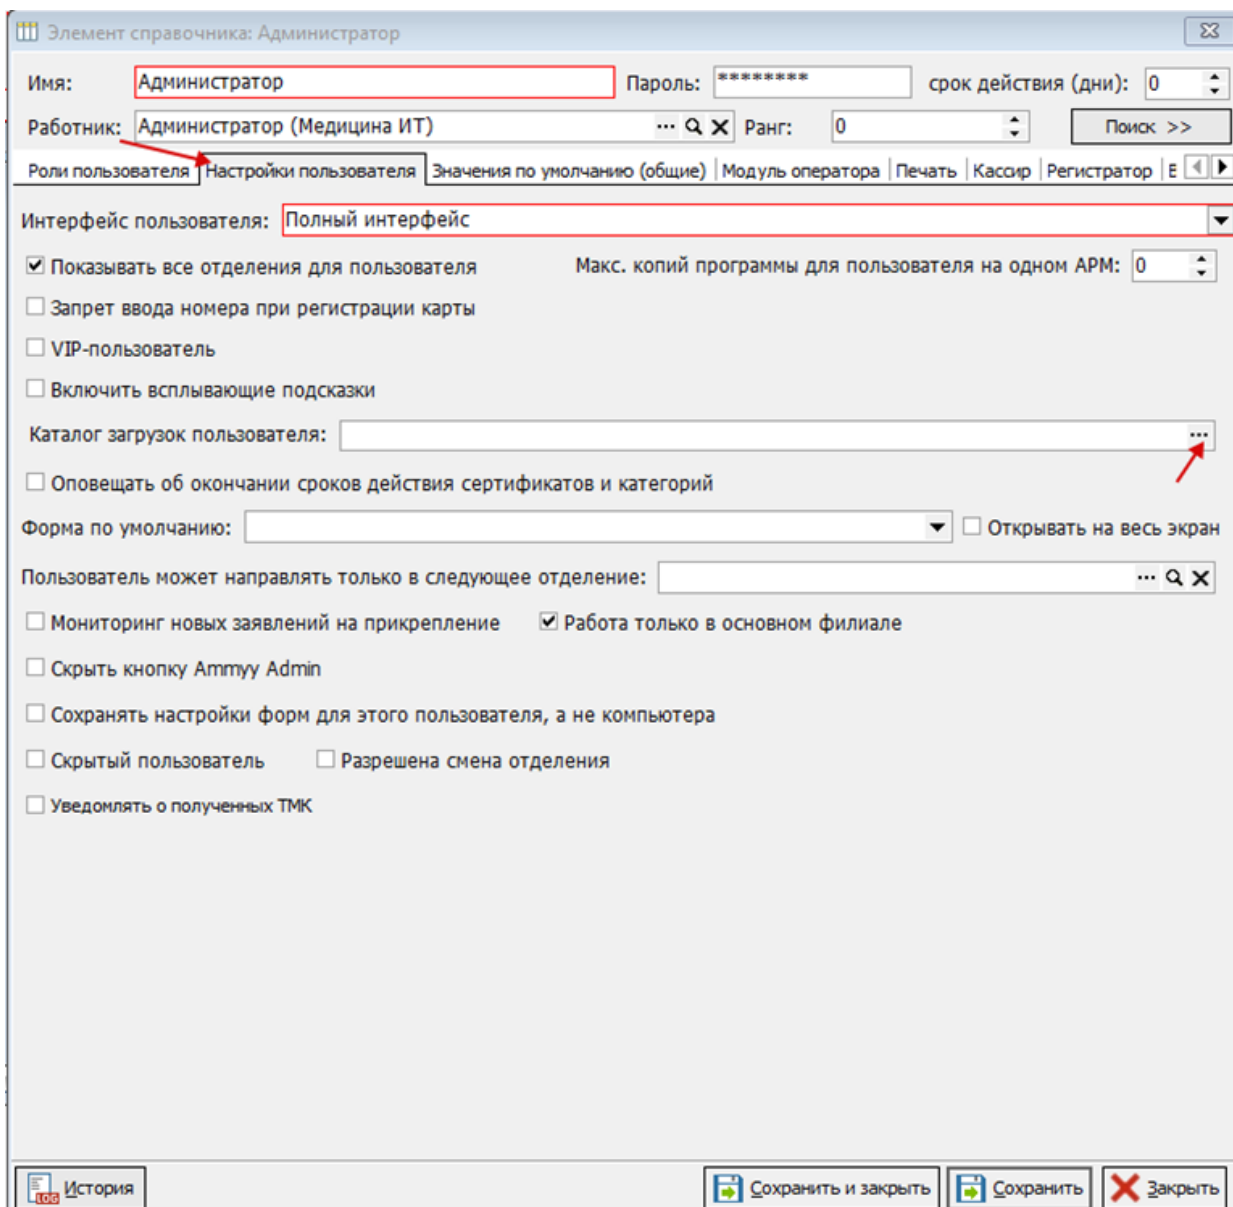 Элемент справочника: Администратор
Имя: Администратор Пароль: ******** срок действия (дни): 0
Работник: Администратор (Медицина ИТ) ... Ранг: 0 Поиск >>
Роли пользователя Настройки пользователя Значения по умолчанию (общие) Модуль оператора Печать Кассир Регистратор
Интерфейс пользователя: Полный интерфейс
Показывать все отделения для пользователя Макс. копий программы для пользователя на одном АРМ: 0
Запрет ввода номера при регистрации карты
VIP-пользователь
Включить всплывающие подсказки
Каталог загрузок пользователя: ...
Оповещать об окончании сроков действия сертификатов и категорий
Форма по умолчанию: Открывать на весь экран
Пользователь может направлять только в следующее отделение: ...
Мониторинг новых заявлений на прикрепление Работа только в основном филиале
Скрыть кнопку Ammyy Admin
Сохранять настройки форм для этого пользователя, а не компьютера
Скрытый пользователь Разрешена смена отделения
Уведомлять о полученных ТМК
LOG История Сохранить и закрыть Сохранить Закрыть